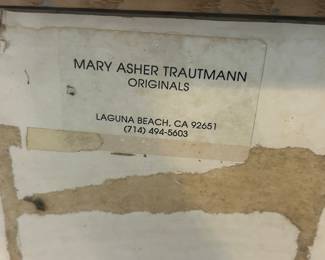 MARY ASHER TRAUTMANN
ORIGINALS
LAGUNA BEACH, CA 92651
(714) 494-5603